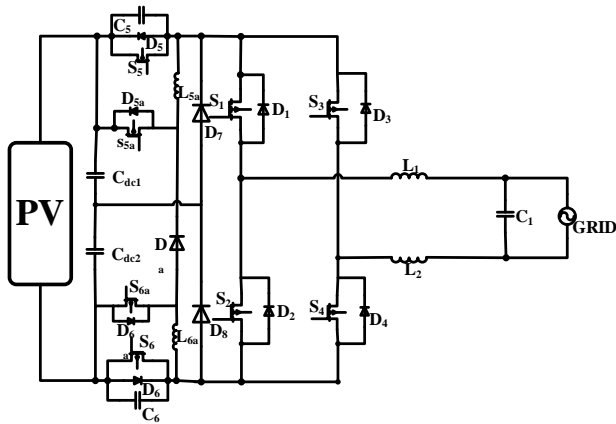 C5
D5
S5
L5a
D5a
s5a
S1
D1
D7
S3
D3
L1
Cdc1
PV
C1
GRID
Cdc2
D
a
L2
S6a
S2
D2
S4
D4
D6
L6a
D8
S6
a
D6
C6